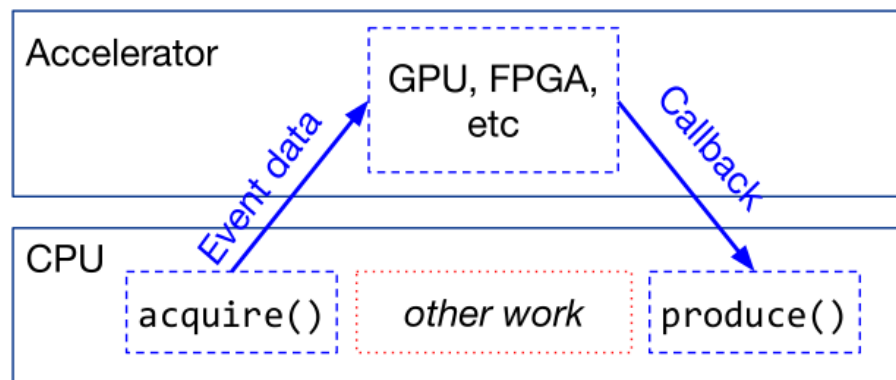 Accelerator
GPU, FPGA,
etc
Event data
Callback
CPU
acquire()
other work
produce()